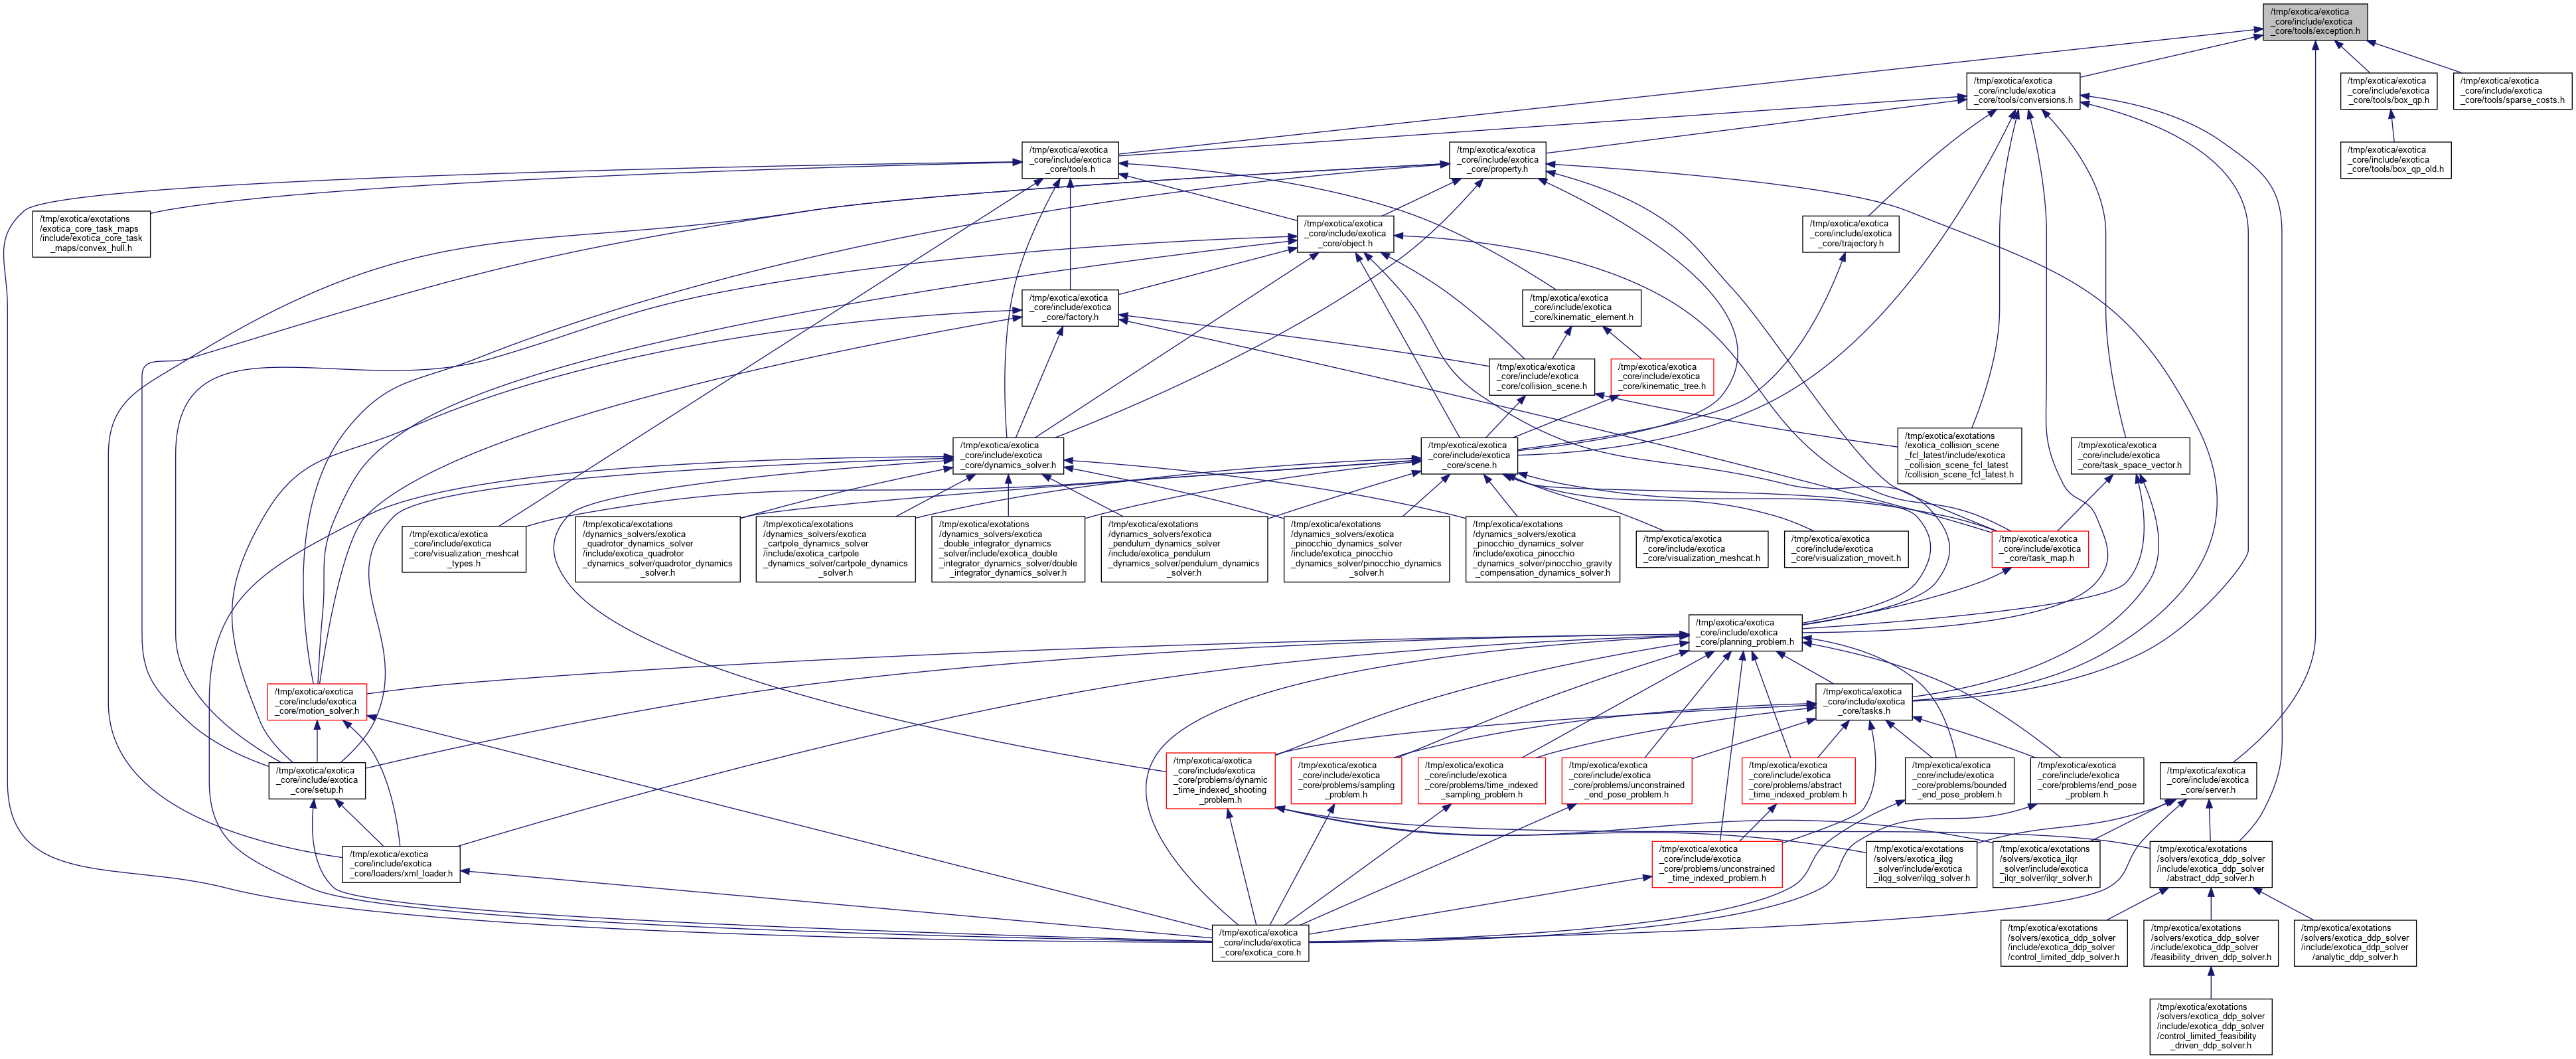 /tmp/exotica/exotica
_core/include/exotica
_core/tools/exception.h
/tmp/exotica/exotica
_core/include/exotica
_core/tools/conversions.h
/tmp/exotica/exotica
_core/include/exotica
_core/tools/box_qp.h
/tmp/exotica/exotica
_core/include/exotica
_core/tools/sparse_costs.h
/tmp/exotica/exotica
_core/include/exotica
_core/tools.h
/tmp/exotica/exotica
_core/include/exotica
_core/property.h
/tmp/exotica/exotica
_core/include/exotica
_core/tools/box_qp_old.h
/tmp/exotica/exotations
/exotica_core_task_maps
/include/exotica_core_task
_maps/convex_hull.h
/tmp/exotica/exotica
_core/include/exotica
_core/object.h
/tmp/exotica/exotica
_core/include/exotica
_core/trajectory.h
/tmp/exotica/exotica
_core/include/exotica
_core/factory.h
/tmp/exotica/exotica
_core/include/exotica
_core/kinematic_element.h
/tmp/exotica/exotica
_core/include/exotica
_core/collision_scene.h
/tmp/exotica/exotica
_core/include/exotica
_core/kinematic_tree.h
/tmp/exotica/exotica
_core/include/exotica
_core/dynamics_solver.h
/tmp/exotica/exotica
_core/include/exotica
_core/scene.h
/tmp/exotica/exotations
/exotica_collision_scene
_fcl_latest/include/exotica
_collision_scene_fcl_latest
/collision_scene_fcl_latest.h
/tmp/exotica/exotica
_core/include/exotica
_core/task_space_vector.h
/tmp/exotica/exotica
_core/include/exotica
_core/visualization_meshcat
_types.h
/tmp/exotica/exotations
/dynamics_solvers/exotica
_quadrotor_dynamics_solver
/include/exotica_quadrotor
_dynamics_solver/quadrotor_dynamics
_solver.h
/tmp/exotica/exotations
/dynamics_solvers/exotica
_cartpole_dynamics_solver
/include/exotica_cartpole
_dynamics_solver/cartpole_dynamics
_solver.h
/tmp/exotica/exotations
/dynamics_solvers/exotica
_double_integrator_dynamics
_solver/include/exotica_double
_integrator_dynamics_solver/double
_integrator_dynamics_solver.h
/tmp/exotica/exotations
/dynamics_solvers/exotica
_pendulum_dynamics_solver
/include/exotica_pendulum
_dynamics_solver/pendulum_dynamics
_solver.h
/tmp/exotica/exotations
/dynamics_solvers/exotica
_pinocchio_dynamics_solver
/include/exotica_pinocchio
_dynamics_solver/pinocchio_dynamics
_solver.h
/tmp/exotica/exotations
/dynamics_solvers/exotica
_pinocchio_dynamics_solver
/include/exotica_pinocchio
_dynamics_solver/pinocchio_gravity
_compensation_dynamics_solver.h
/tmp/exotica/exotica
_core/include/exotica
_core/visualization_meshcat.h
/tmp/exotica/exotica
_core/include/exotica
_core/visualization_moveit.h
/tmp/exotica/exotica
_core/include/exotica
_core/task_map.h
/tmp/exotica/exotica
_core/include/exotica
_core/planning_problem.h
/tmp/exotica/exotica
_core/include/exotica
_core/motion_solver.h
/tmp/exotica/exotica
_core/include/exotica
_core/tasks.h
/tmp/exotica/exotica
_core/include/exotica
_core/setup.h
/tmp/exotica/exotica
_core/include/exotica
_core/problems/dynamic
_time_indexed_shooting
_problem.h
/tmp/exotica/exotica
_core/include/exotica
_core/problems/sampling
_problem.h
/tmp/exotica/exotica
_core/include/exotica
_core/problems/time_indexed
_sampling_problem.h
/tmp/exotica/exotica
_core/include/exotica
_core/problems/unconstrained
_end_pose_problem.h
/tmp/exotica/exotica
_core/include/exotica
_core/problems/abstract
_time_indexed_problem.h
/tmp/exotica/exotica
_core/include/exotica
_core/problems/bounded
_end_pose_problem.h
/tmp/exotica/exotica
_core/include/exotica
_core/problems/end_pose
_problem.h
/tmp/exotica/exotica
_core/include/exotica
_core/server.h
/tmp/exotica/exotica
_core/include/exotica
_core/loaders/xml_loader.h
/tmp/exotica/exotica
_core/include/exotica
_core/problems/unconstrained
_time_indexed_problem.h
/tmp/exotica/exotations
/solvers/exotica_ilqg
_solver/include/exotica
_ilqg_solver/ilqg_solver.h
/tmp/exotica/exotations
/solvers/exotica_ilqr
_solver/include/exotica
_ilqr_solver/ilqr_solver.h
/tmp/exotica/exotations
/solvers/exotica_ddp_solver
/include/exotica_ddp_solver
/abstract_ddp_solver.h
/tmp/exotica/exotica
_core/include/exotica
_core/exotica_core.h
/tmp/exotica/exotations
/solvers/exotica_ddp_solver
/include/exotica_ddp_solver
/control_limited_ddp_solver.h
/tmp/exotica/exotations
/solvers/exotica_ddp_solver
/include/exotica_ddp_solver
/feasibility_driven_ddp_solver.h
/tmp/exotica/exotations
/solvers/exotica_ddp_solver
/include/exotica_ddp_solver
/analytic_ddp_solver.h
/tmp/exotica/exotations
/solvers/exotica_ddp_solver
/include/exotica_ddp_solver
/control_limited_feasibility
_driven_ddp_solver.h